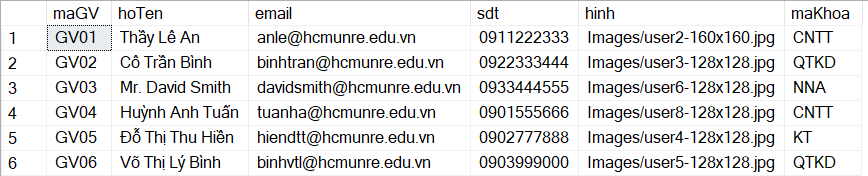 maGV hoTen email sdt hinh maKhoa
1 GV01 Thầy Lê An anle@hcmunre.edu.vn 0911222333 Images/user2-160x160.jpg CNTT
2 GV02 Cô Trần Bình binhtran@hcmunre.edu.vn 0922333444 Images/user3-128x128.jpg QTKD
3 GV03 Mr. David Smith davidsmith@hcmunre.edu.vn 0933444555 Images/user6-128x128.jpg NNA
4 GV04 Huỳnh Anh Tuấn tuanha@hcmunre.edu.vn 0901555666 Images/user8-128x128.jpg CNTT
5 GV05 Đỗ Thị Thu Hiền hiendtt@hcmunre.edu.vn 0902777888 Images/user4-128x128.jpg KT
6 GV06 Võ Thị Lý Bình binhvtl@hcmunre.edu.vn 0903999000 Images/user5-128x128.jpg QTKD